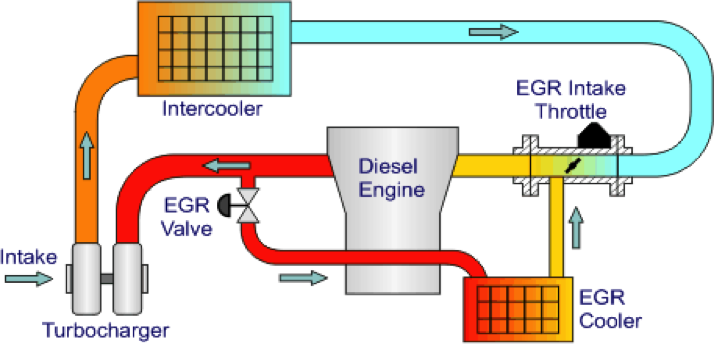 Intercooler
EGR Intake
Throttle
Diesel
Engine
EGR
Valve
Intake
Turbocharger
EGR
Cooler